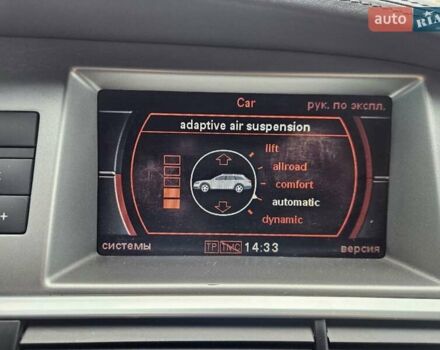 auto RIA
Car
рук. по экспл.
adaptive air suspension
lift
allroad
comfort
automatic
dynamic
системы
TP TMC 14:33
версия
+